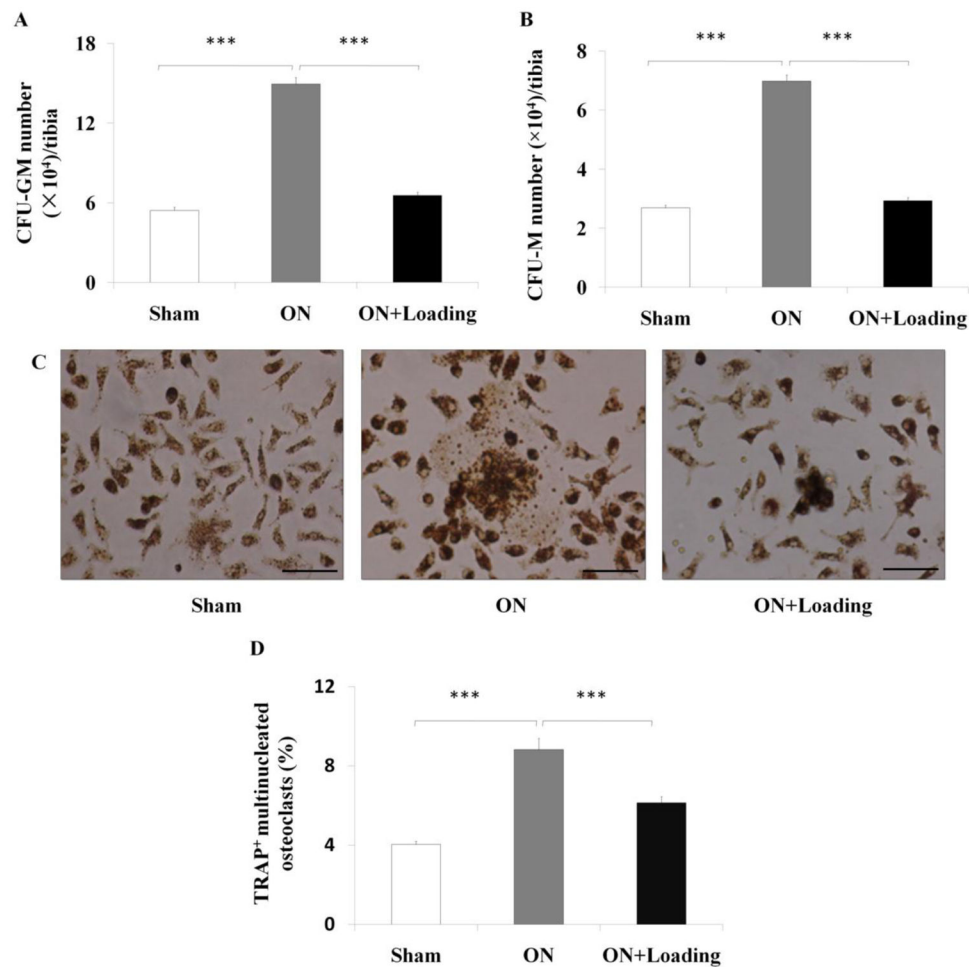 A
CFU-GM number
(×10⁴)/tibia
18
12
6
0
***
***
Sham
ON
ON+Loading
B
CFU-M number (×10⁴)/tibia
8
6
4
2
0
***
***
Sham
ON
ON+Loading
C
Sham
ON
ON+Loading
D
TRAP⁺ multinucleated
osteoclasts (%)
12
8
4
0
***
***
Sham
ON
ON+Loading